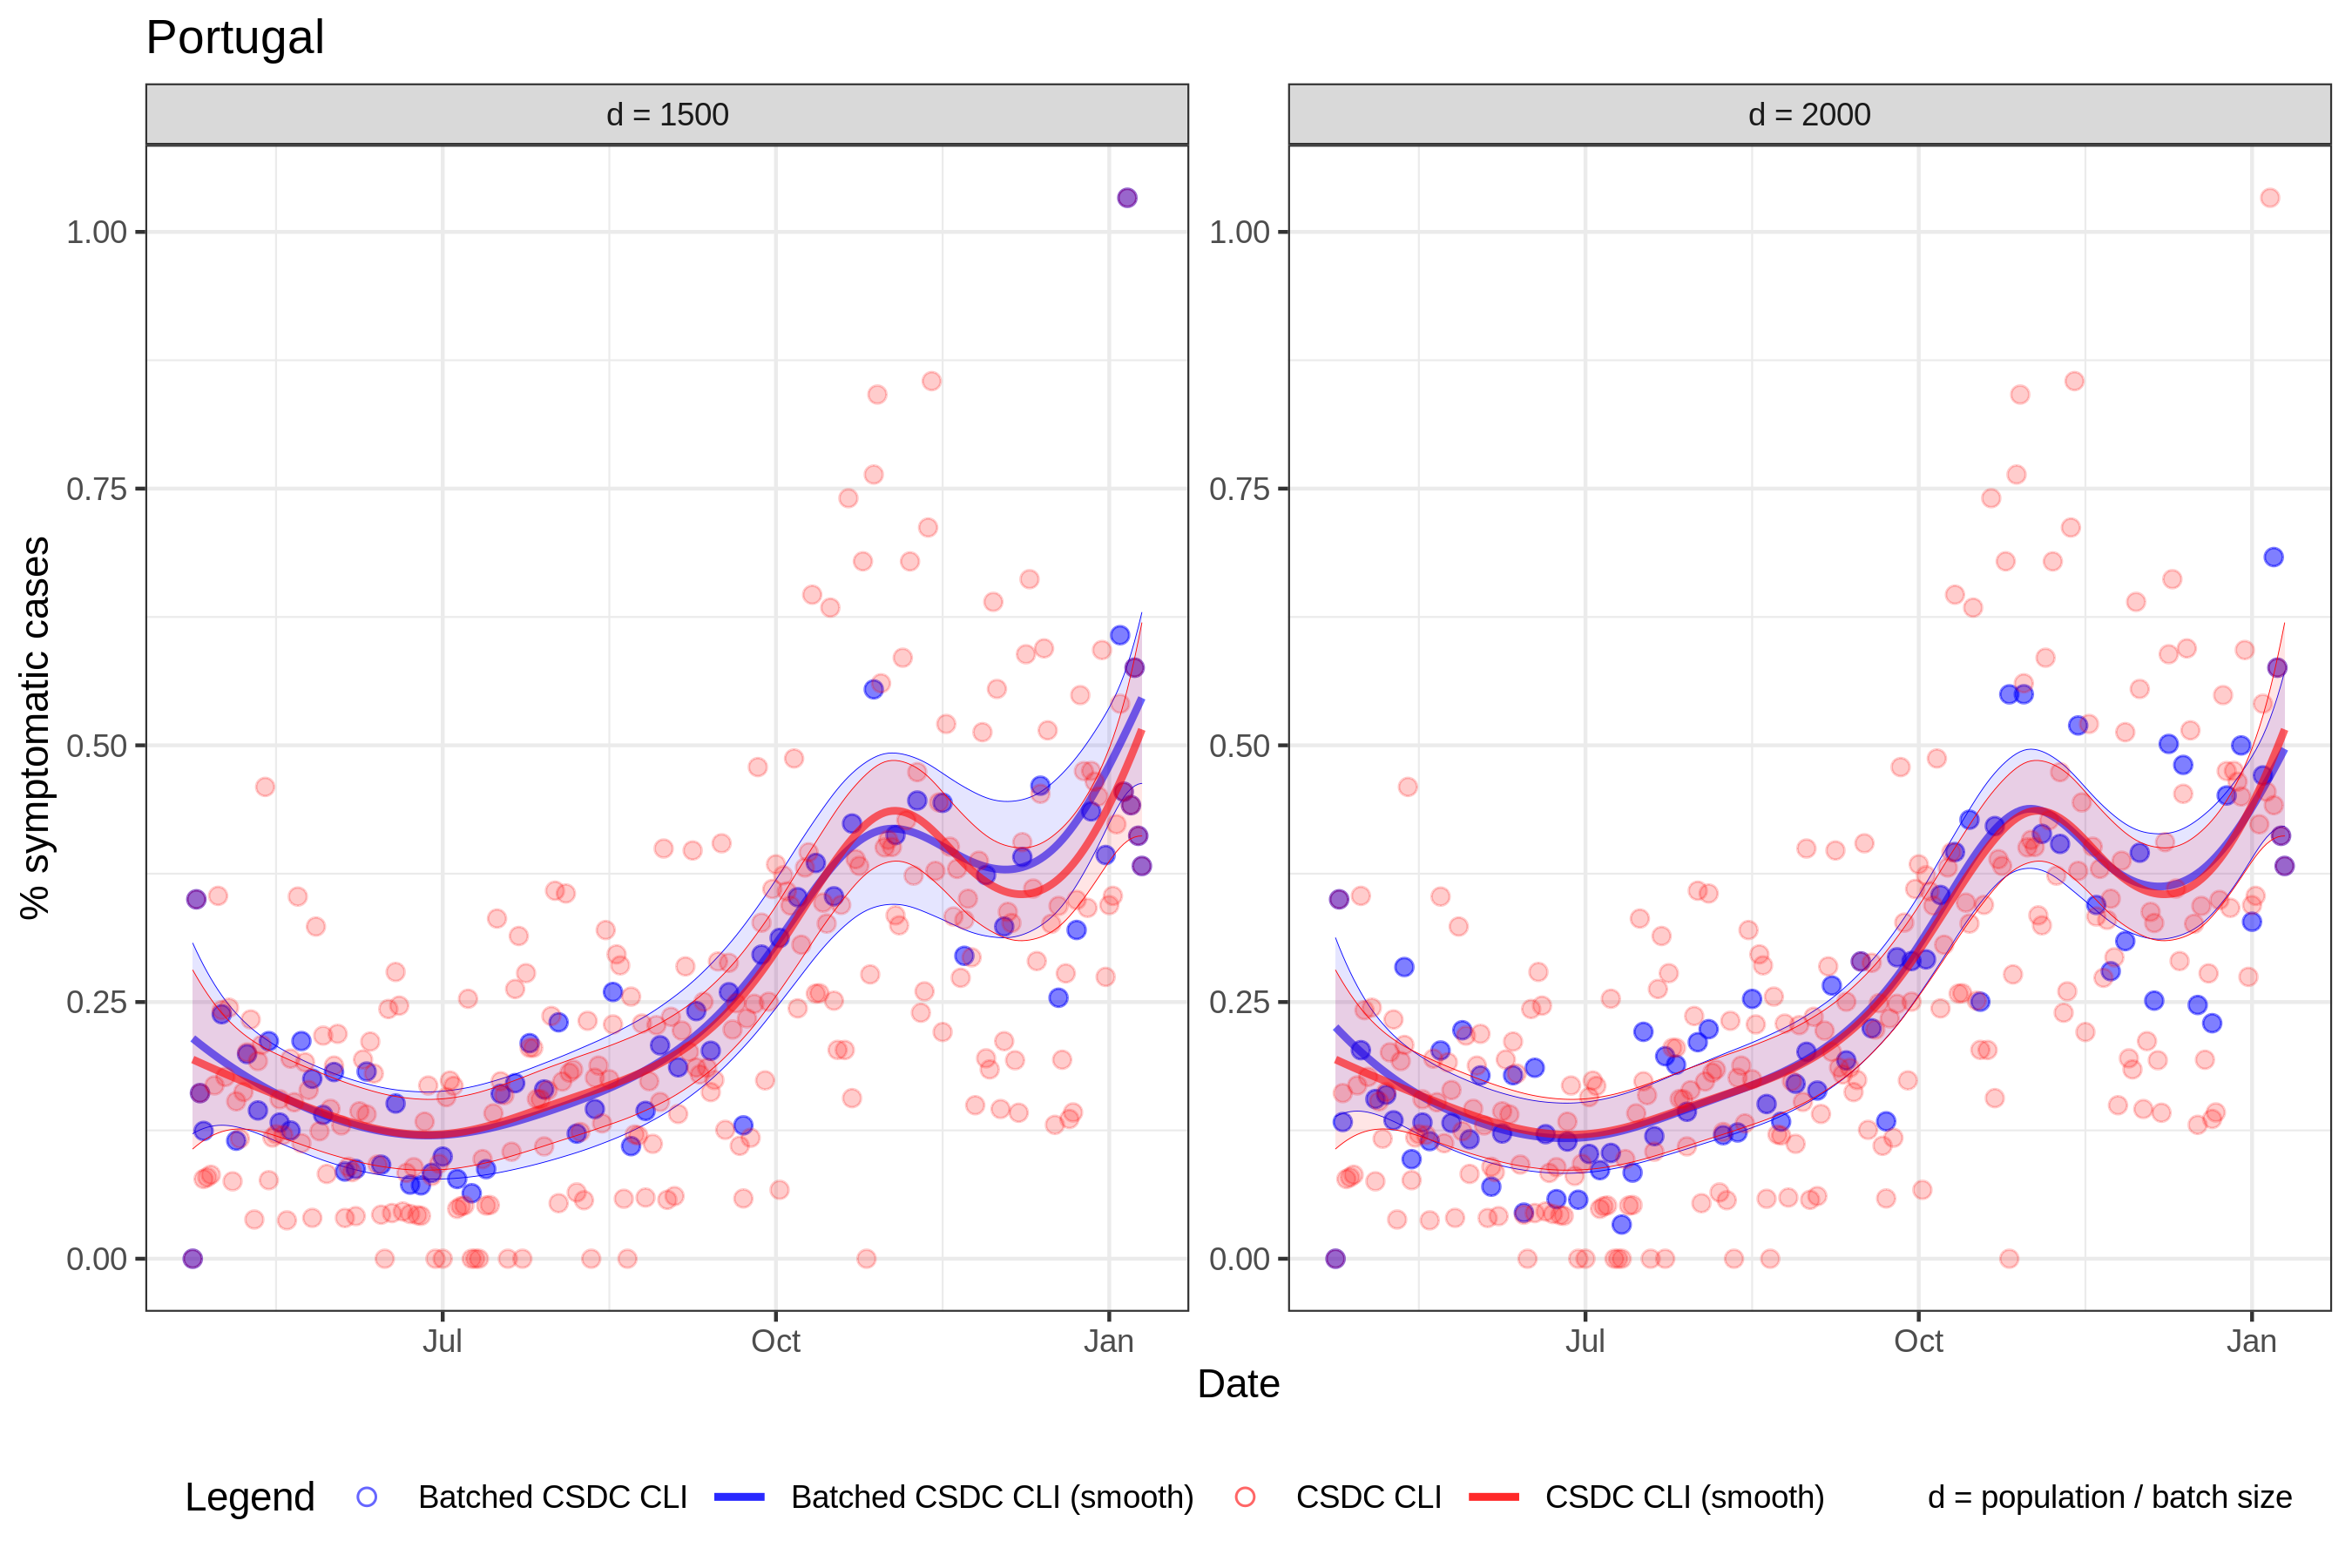 Portugal
d = 1500
d = 2000
% symptomatic cases
1.00
0.75
0.50
0.25
0.00
1.00
0.75
0.50
0.25
0.00
Jul Oct Jan
Jul Oct Jan
Date
Legend Batched CSDC CLI Batched CSDC CLI (smooth) CSDC CLI CSDC CLI (smooth) d = population / batch size